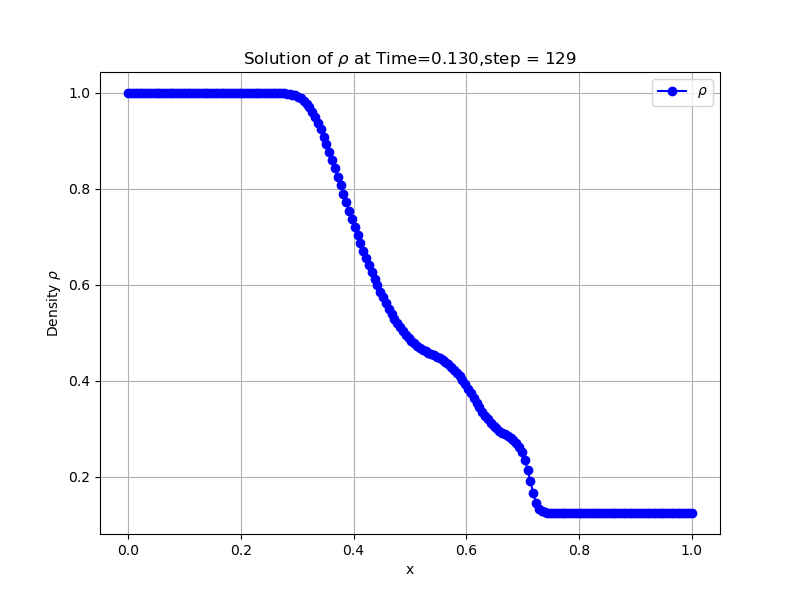 Solution of ρ at Time=0.130,step = 129
ρ
1.0
0.8
0.6
0.4
0.2
Density ρ
0.0
0.2
0.4
0.6
0.8
1.0
x